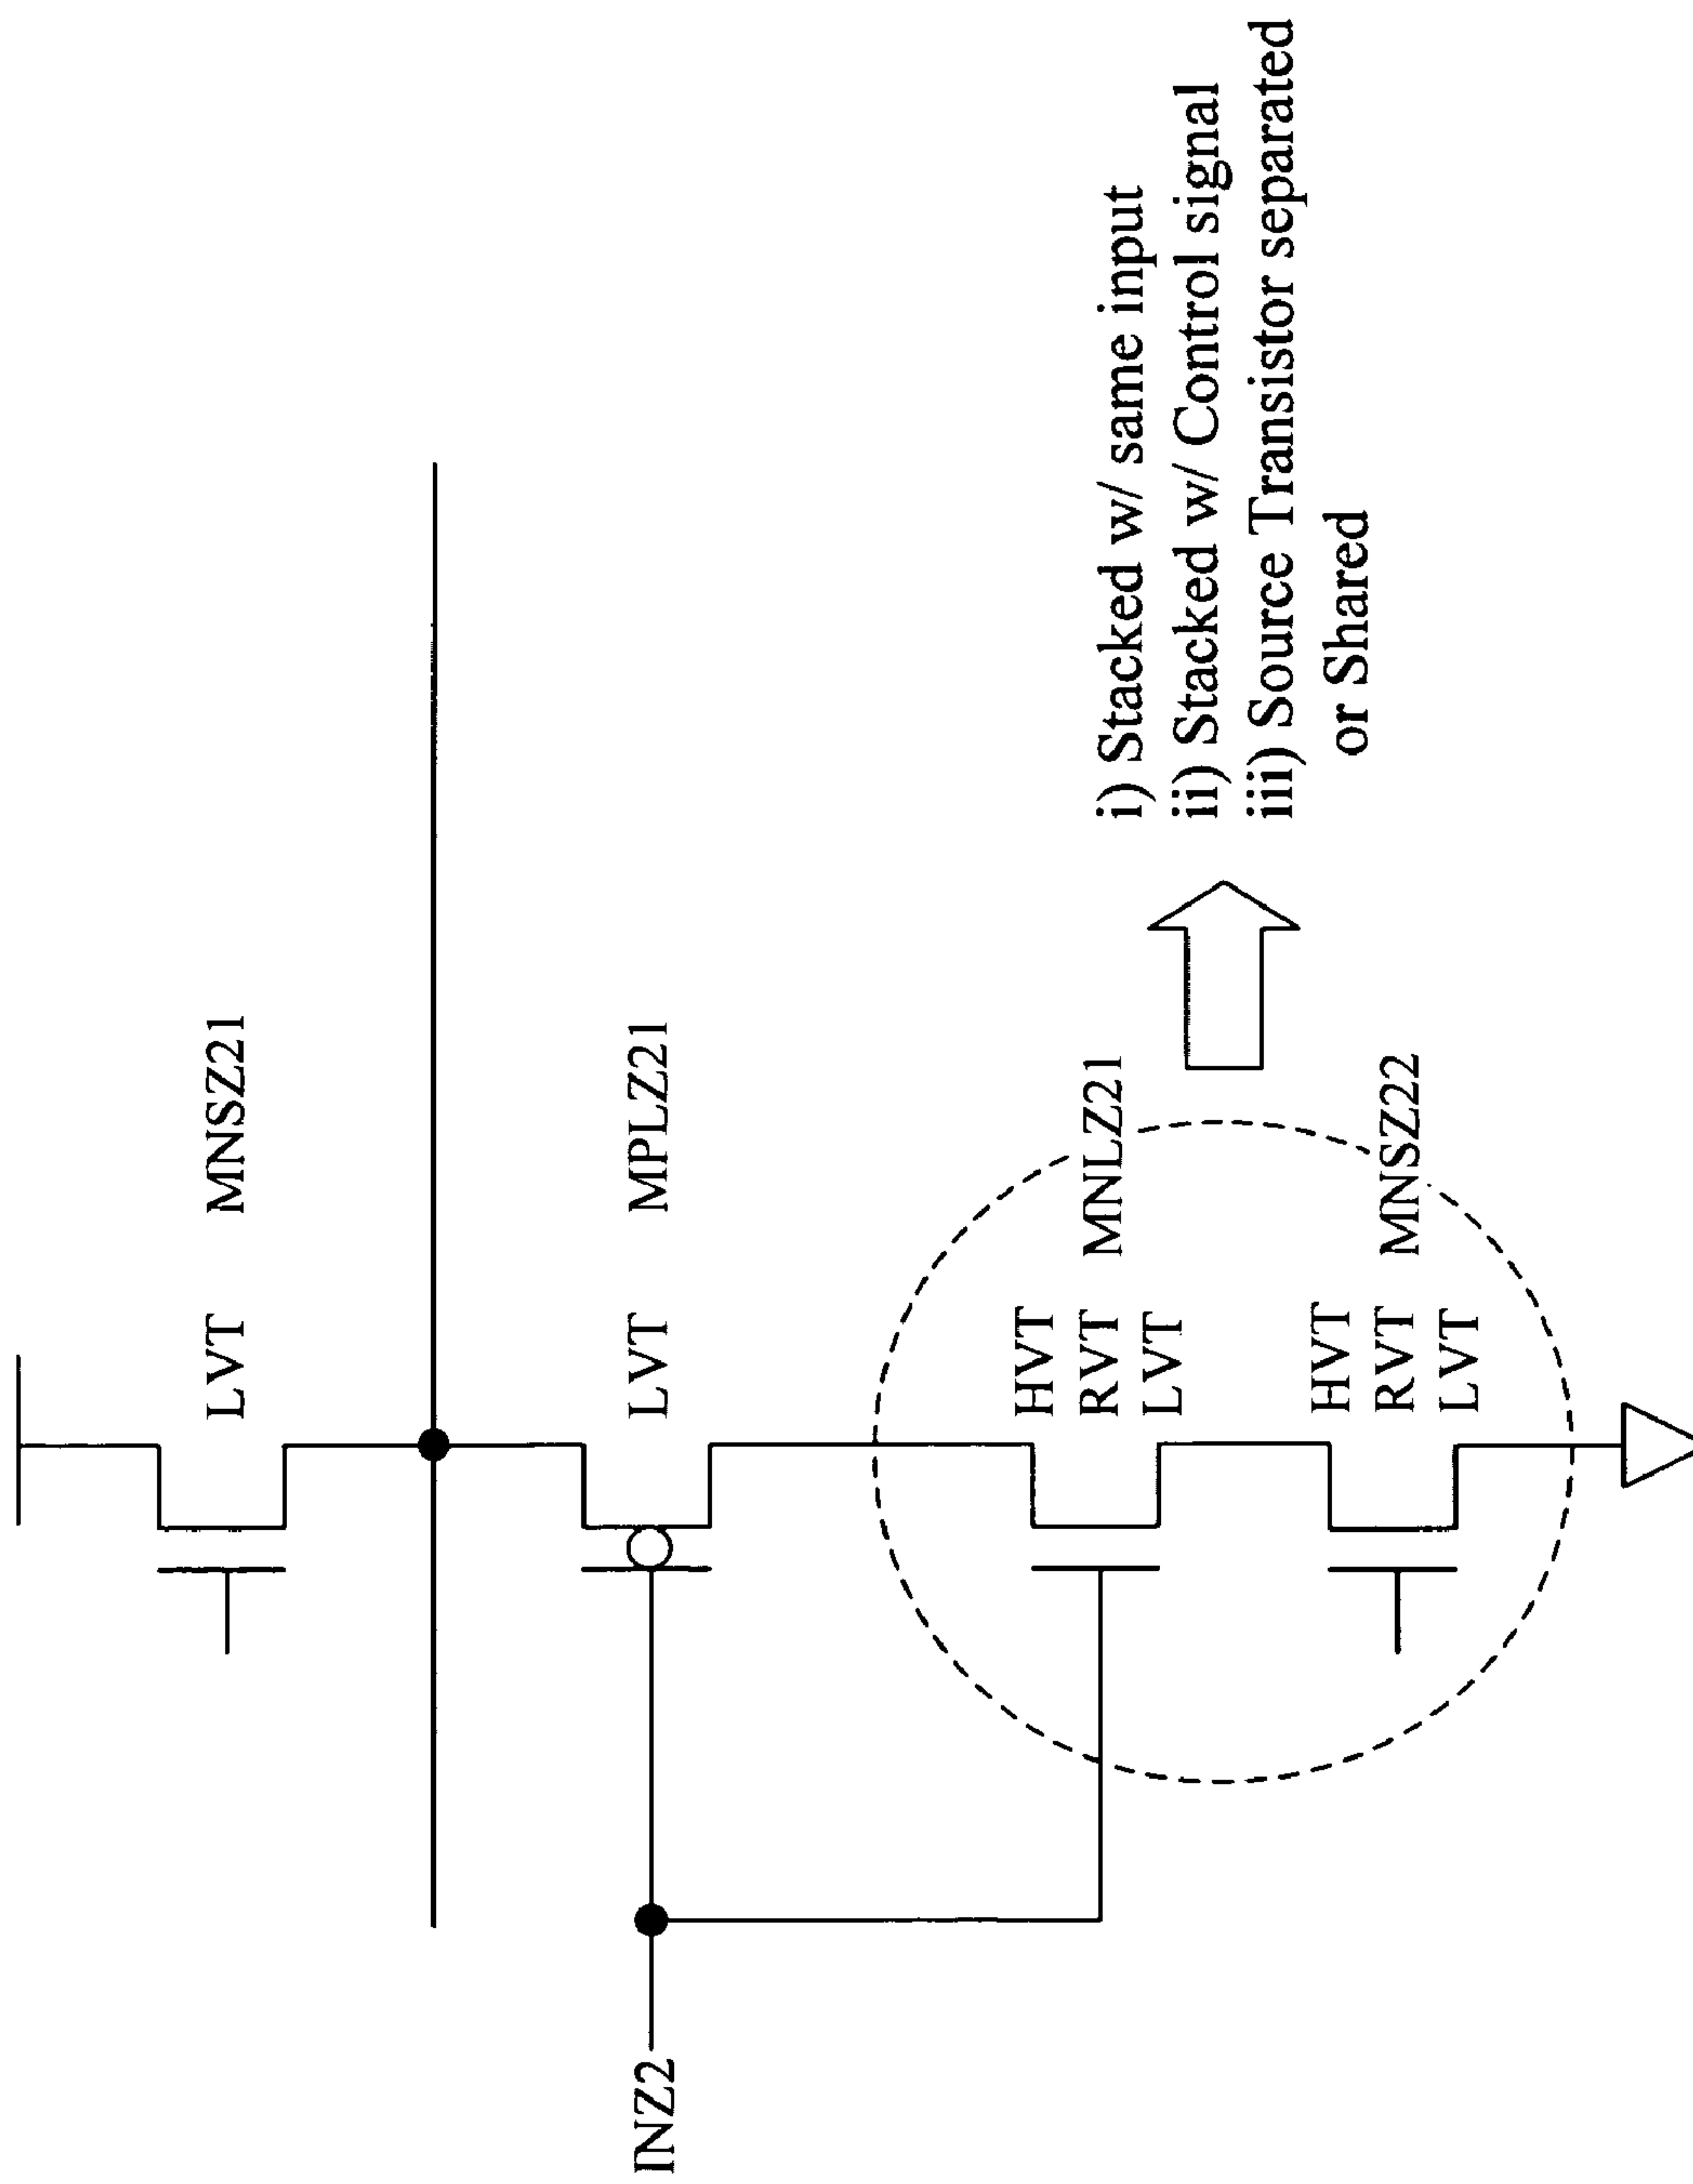 LVT MNSZ21
INZ2
LVT MPLZ21
HVT
RVT MNLZ21
LVT
HVT
RVT MNSZ22
LVT
i) Stacked w/ same input
ii) Stacked w/ Control signal
iii) Source Transistor separated
or Shared